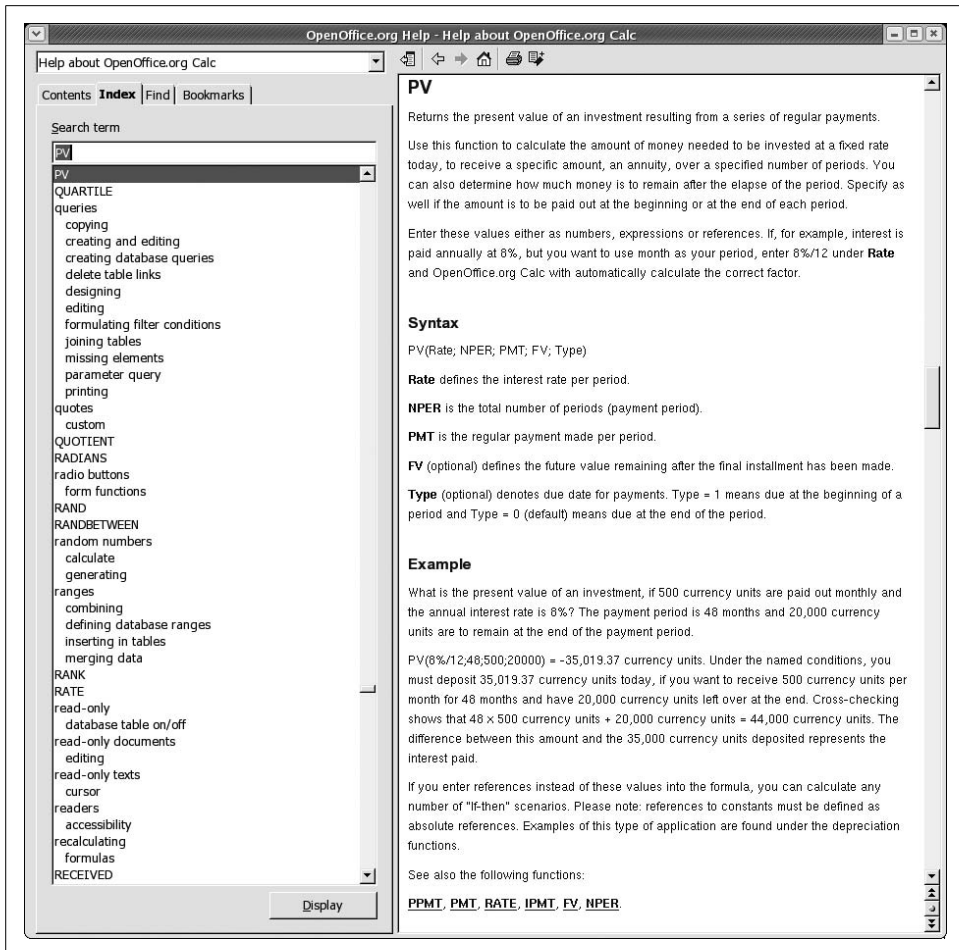 OpenOffice.org Help - Help about OpenOffice.org Calc
Help about OpenOffice.org Calc
Contents Index Find Bookmarks
Search term
PV
PV
QUARTILE
queries
copying
creating and editing
creating database queries
delete table links
designing
editing
formulating filter conditions
joining tables
missing elements
parameter query
printing
quotes
custom
QUOTIENT
RADIANS
radio buttons
form functions
RAND
RANDBETWEEN
random numbers
calculate
generating
ranges
combining
defining database ranges
inserting in tables
merging data
RANK
RATE
read-only
database table on/off
read-only documents
editing
read-only texts
cursor
readers
accessibility
recalculating
formulas
RECEIVED
Display
PV
Returns the present value of an investment resulting from a series of regular payments.
Use this function to calculate the amount of money needed to be invested at a fixed rate
today, to receive a specific amount, an annuity, over a specified number of periods. You
can also determine how much money is to remain after the elapse of the period. Specify as
well if the amount is to be paid out at the beginning or at the end of each period.
Enter these values either as numbers, expressions or references. If, for example, interest is
paid annually at 8%, but you want to use month as your period, enter 8%/12 under Rate
and OpenOffice.org Calc with automatically calculate the correct factor.
Syntax
PV(Rate; NPER; PMT; FV; Type)
Rate defines the interest rate per period.
NPER is the total number of periods (payment period).
PMT is the regular payment made per period.
FV (optional) defines the future value remaining after the final installment has been made.
Type (optional) denotes due date for payments. Type = 1 means due at the beginning of a
period and Type = 0 (default) means due at the end of the period.
Example
What is the present value of an investment, if 500 currency units are paid out monthly and
the annual interest rate is 8%? The payment period is 48 months and 20,000 currency
units are to remain at the end of the payment period.
PV(8%/12;48;500;20000) = -35,019.37 currency units. Under the named conditions, you
must deposit 35,019.37 currency units today, if you want to receive 500 currency units per
month for 48 months and have 20,000 currency units left over at the end. Cross-checking
shows that 48 x 500 currency units + 20,000 currency units = 44,000 currency units. The
difference between this amount and the 35,000 currency units deposited represents the
interest paid.
If you enter references instead of these values into the formula, you can calculate any
number of "If-then" scenarios. Please note: references to constants must be defined as
absolute references. Examples of this type of application are found under the depreciation
functions.
See also the following functions:
PPMT, PMT, RATE, IPMT, FV, NPER.